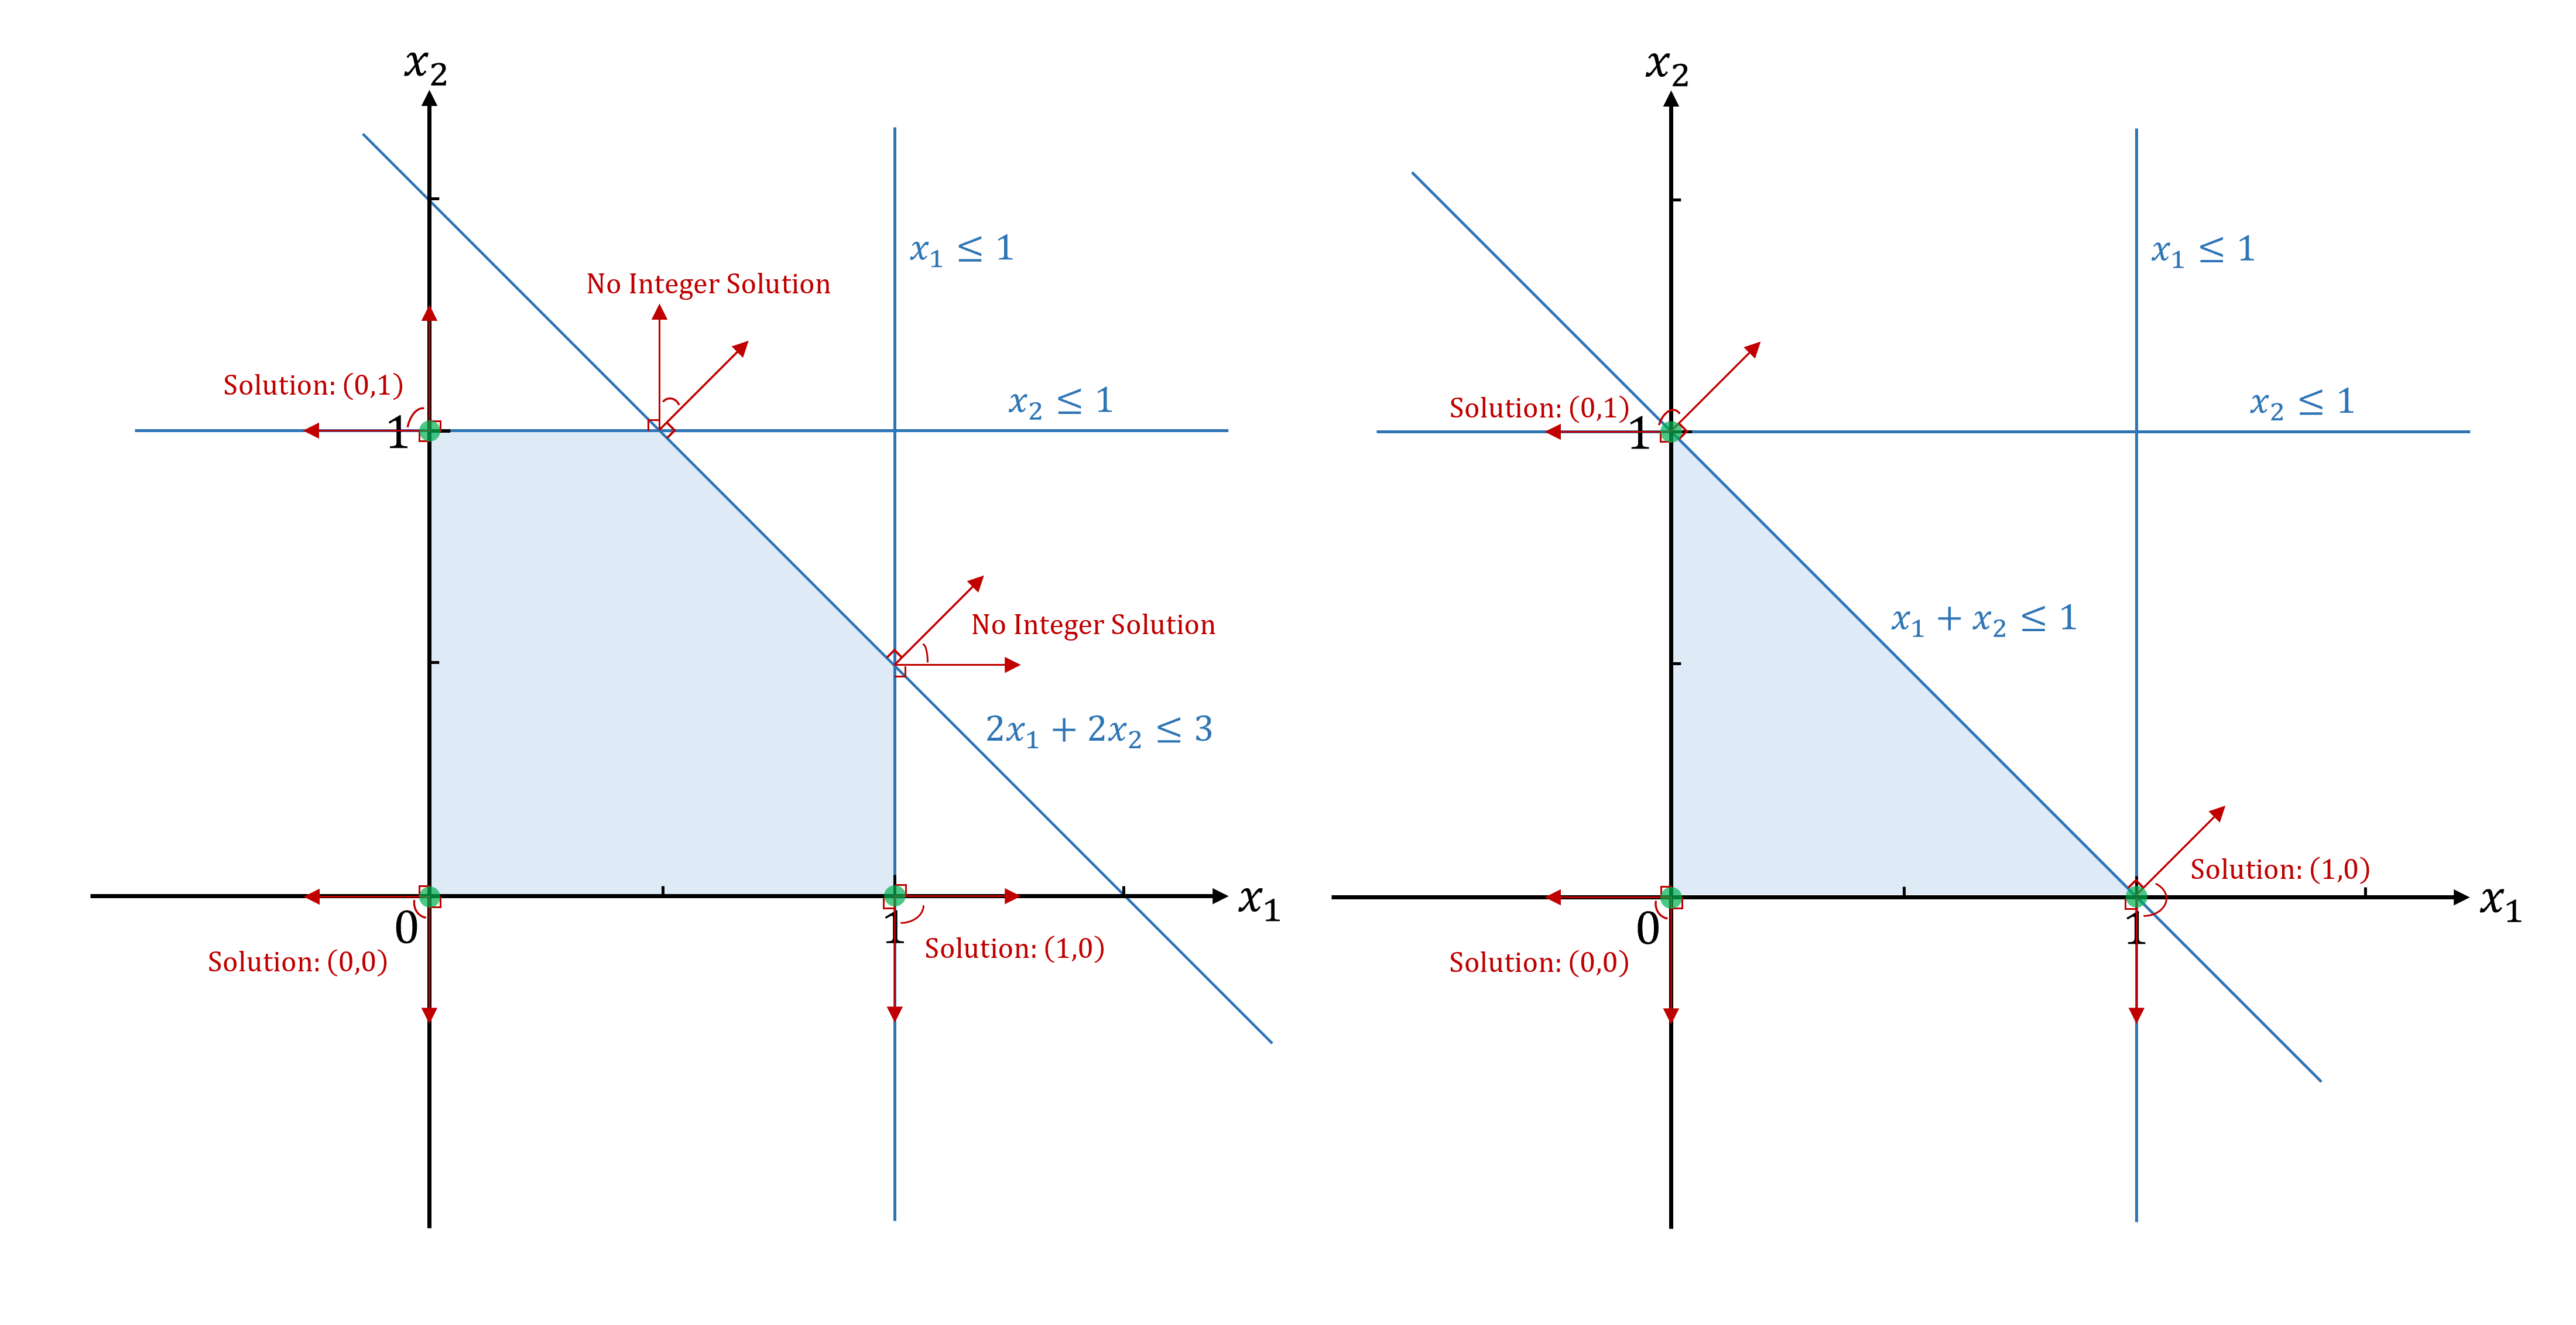 x₂
x₁ ≤ 1
No Integer Solution
Solution: (0,1)
x₂ ≤ 1
1
No Integer Solution
2x₁ + 2x₂ ≤ 3
x₁
0
1
Solution: (0,0)
Solution: (1,0)
x₂
x₁ ≤ 1
Solution: (0,1)
x₂ ≤ 1
1
x₁ + x₂ ≤ 1
Solution: (1,0)
x₁
0
1
Solution: (0,0)